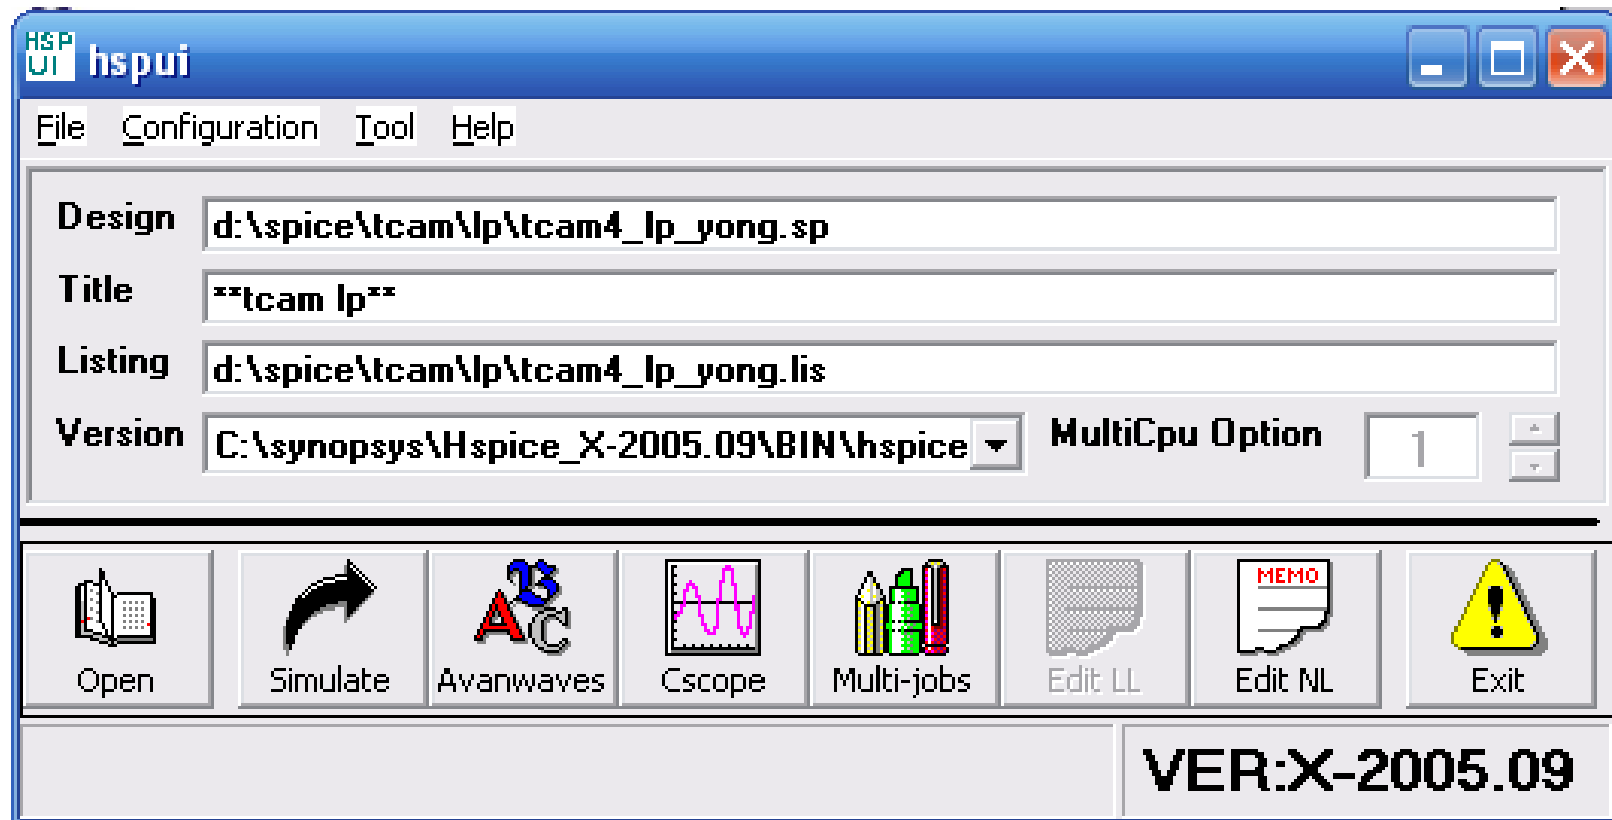 HSP
UI hspui
File Configuration Tool Help
Design d:\spice\tcam\lp\tcam4_lp_yong.sp
Title **tcam lp**
Listing d:\spice\tcam\lp\tcam4_lp_yong.lis
Version C:\synopsys\Hspice_X-2005.09\BIN\hspice MultiCpu Option 1
B
A C
MEMO
Open Simulate Avanwaves Cscope Multi-jobs Edit LL Edit NL Exit
VER:X-2005.09